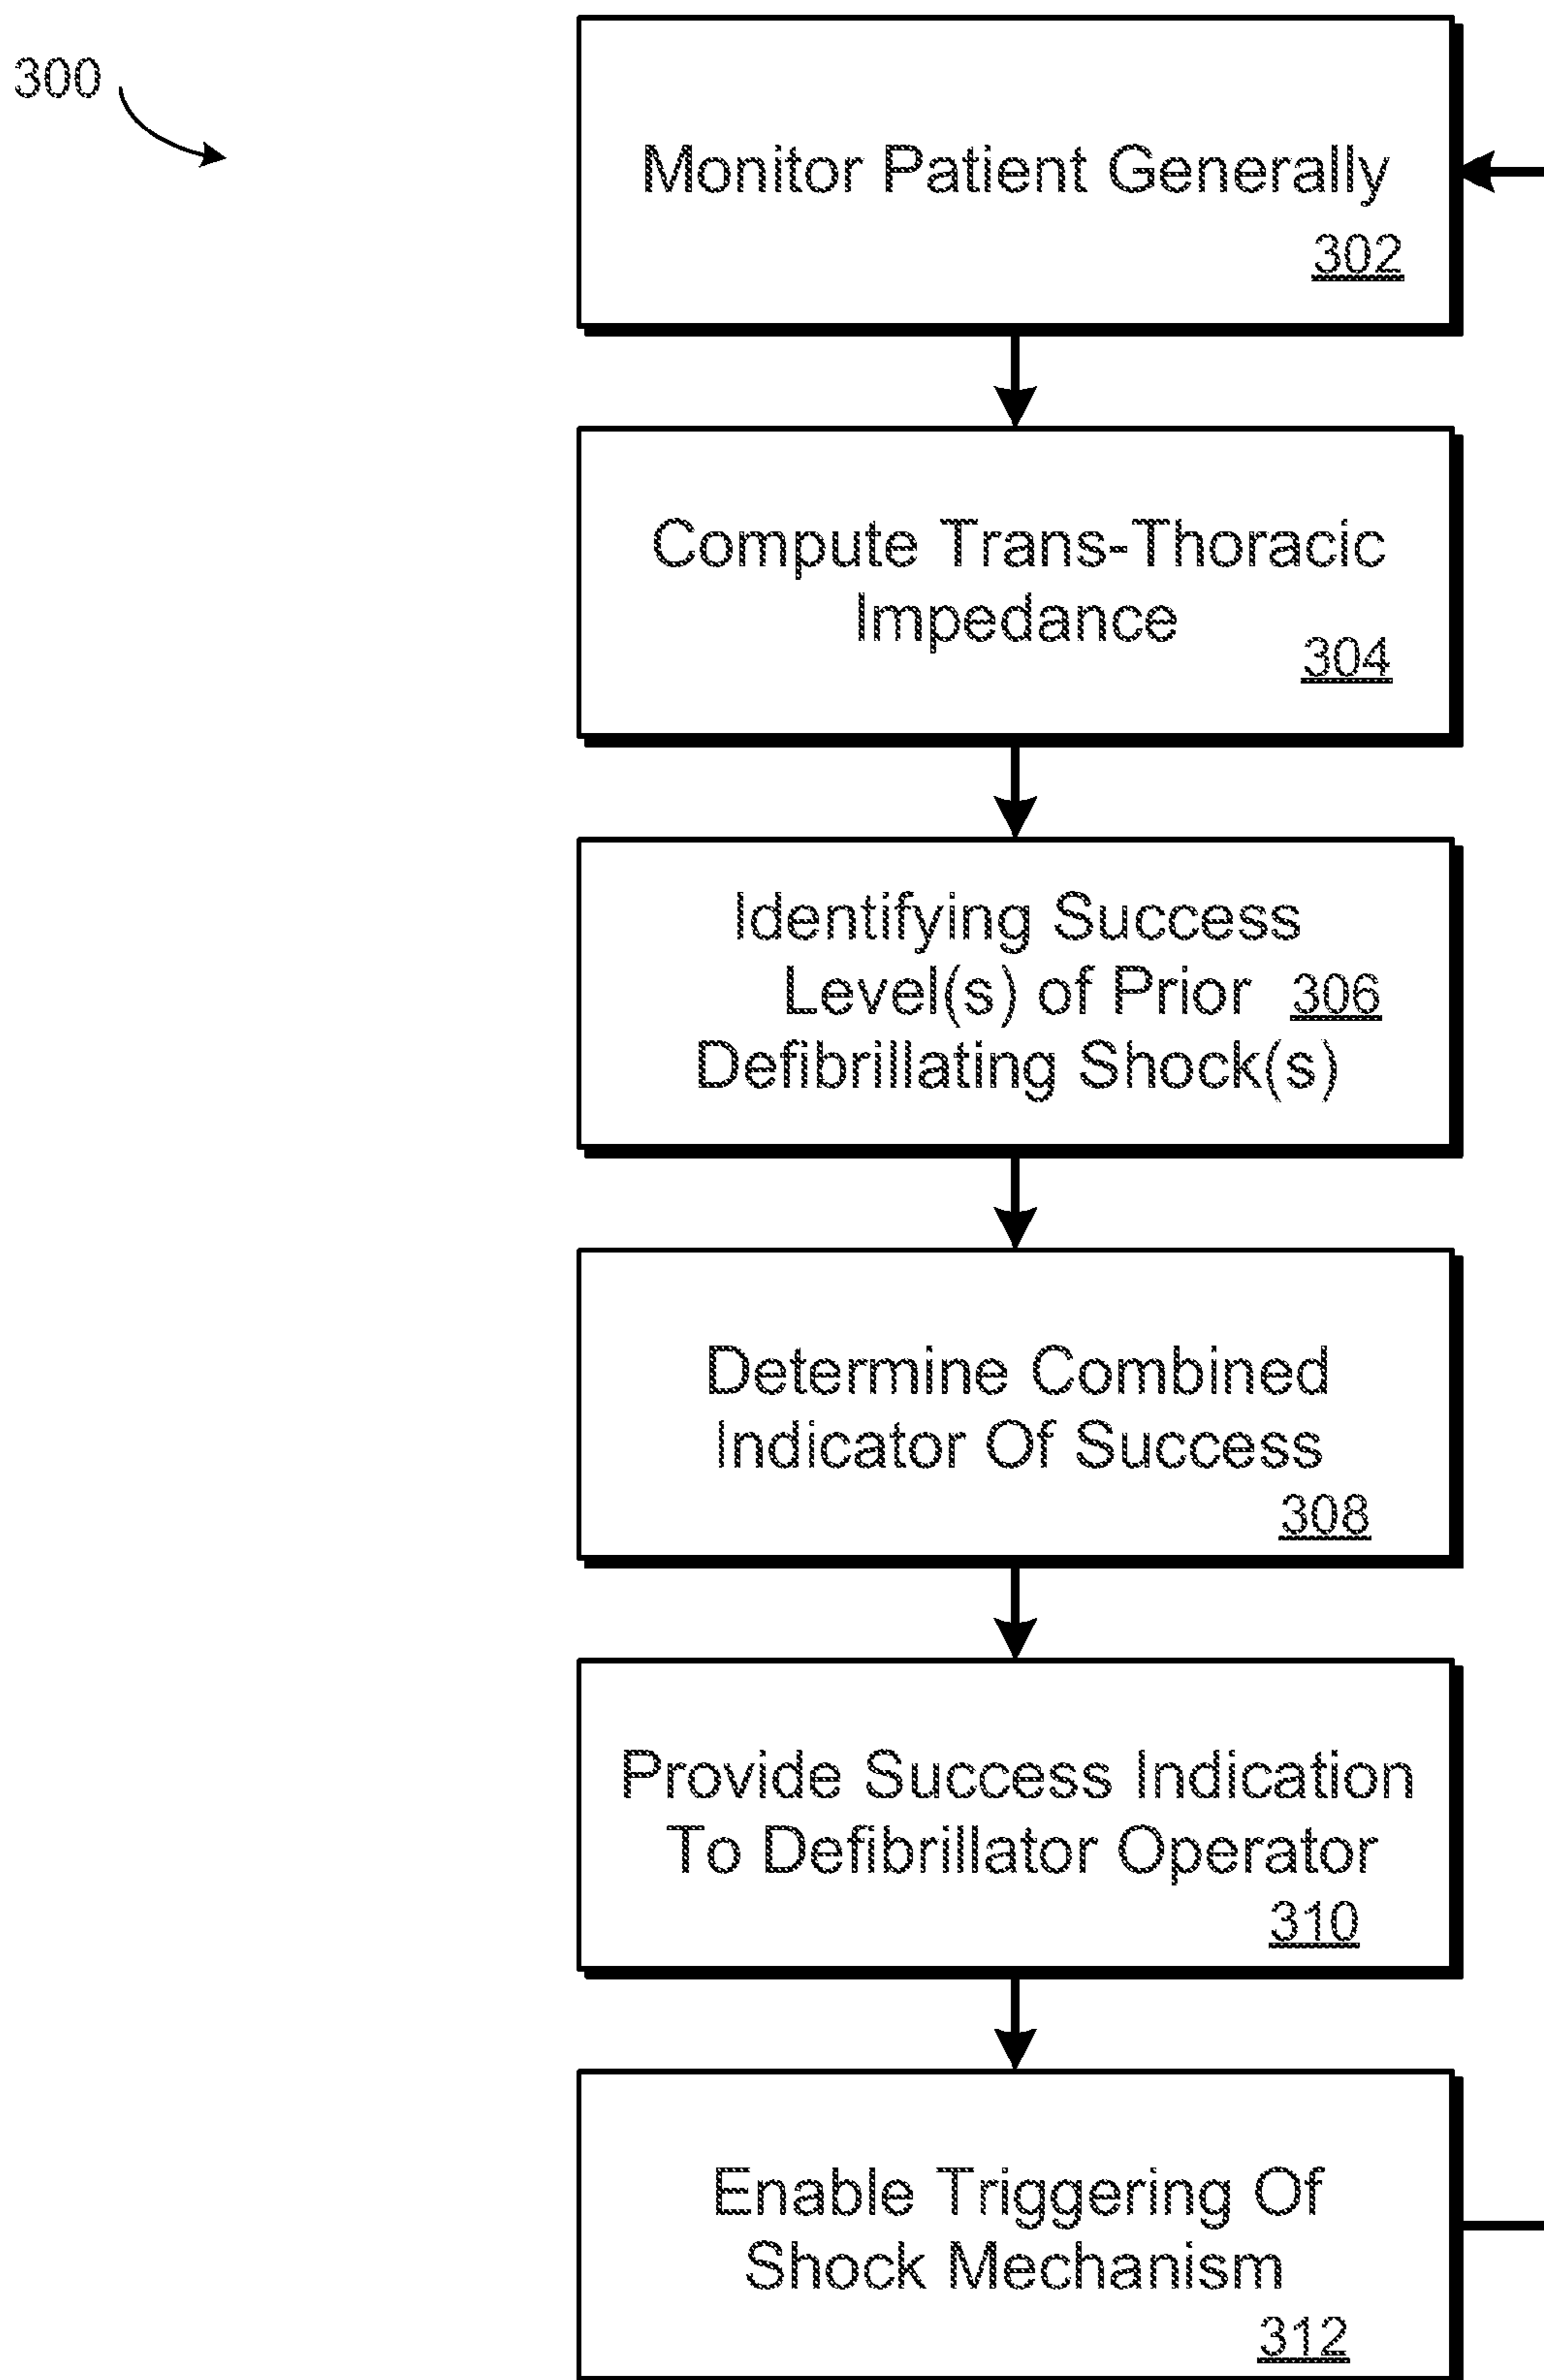 300
Monitor Patient Generally
302
Compute Trans-Thoracic
Impedance
304
Identifying Success
Level(s) of Prior 306
Defibrillating Shock(s)
Determine Combined
Indicator Of Success
308
Provide Success Indication
To Defibrillator Operator
310
Enable Triggering Of
Shock Mechanism
312